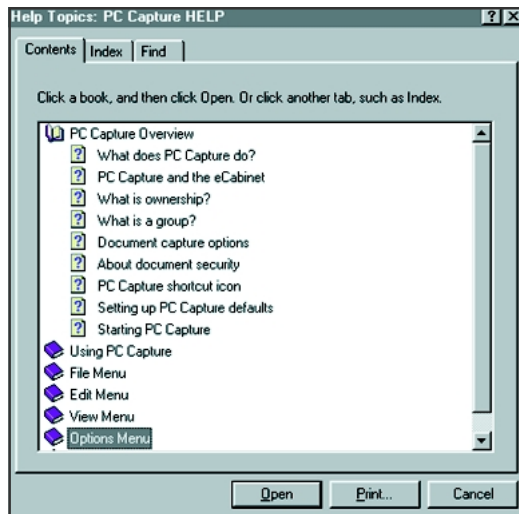 Help Topics: PC Capture HELP
Contents Index Find
Click a book, and then click Open. Or click another tab, such as Index.
PC Capture Overview
What does PC Capture do?
PC Capture and the eCabinet
What is ownership?
What is a group?
Document capture options
About document security
PC Capture shortcut icon
Setting up PC Capture defaults
Starting PC Capture
Using PC Capture
File Menu
Edit Menu
View Menu
Options Menu
Open Print... Cancel